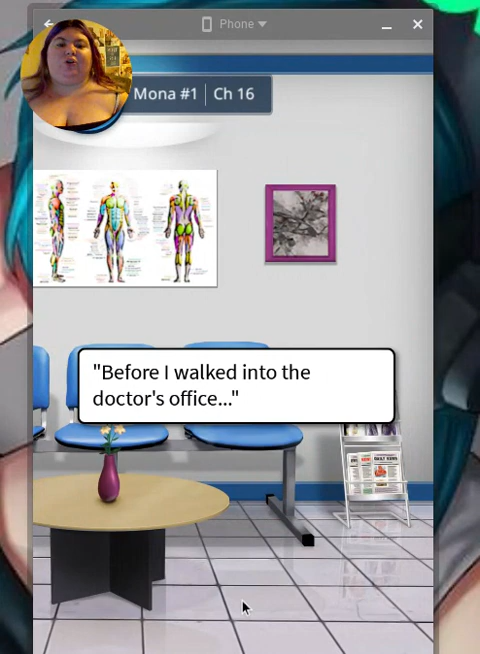 Phone
Mona #1 | Ch 16
"Before I walked into the
doctor's office..."
DAILY NEWS